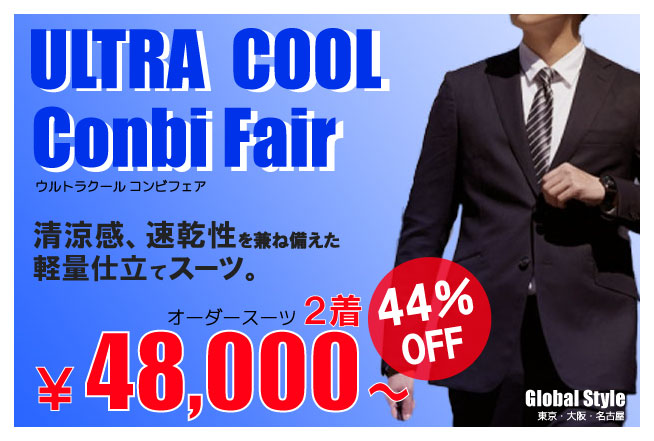 ULTRA COOL
Conbi Fair
ウルトラクール コンビフェア
清涼感、速乾性を兼ね備えた
軽量仕立てスーツ。
オーダースーツ 2着
¥48,000～
44%
OFF
Global Style
東京・大阪・名古屋